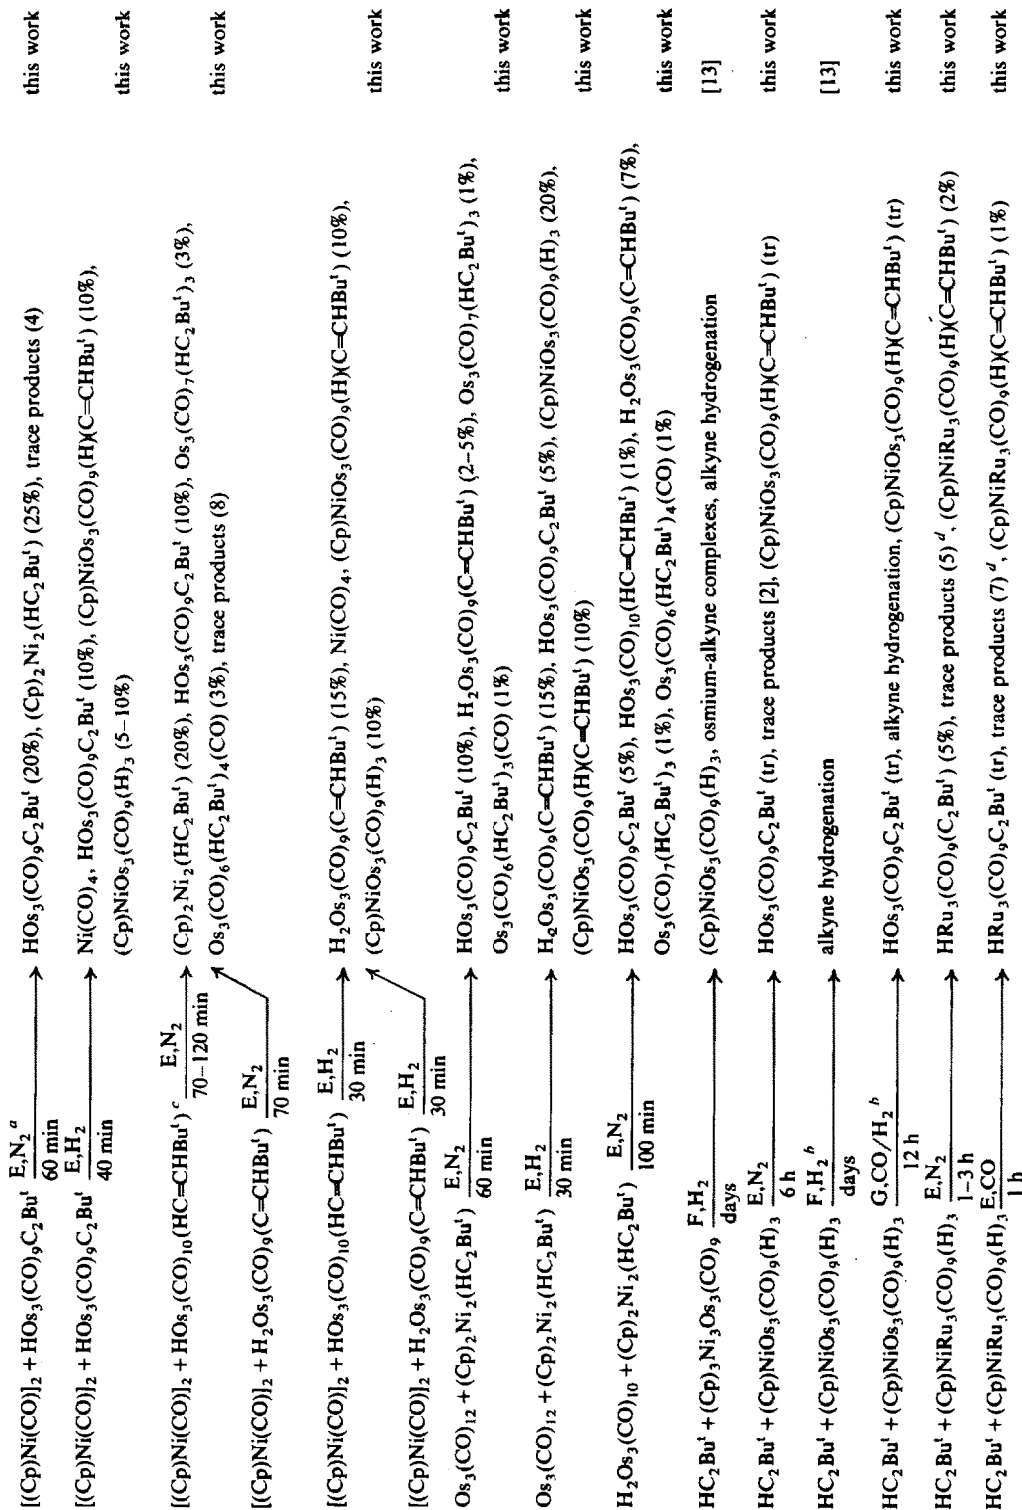 [(Cp)Ni(CO)]₂ + HOs₃(CO)₉C₂Buᵗ E,N₂ ᵃ 60 min → HOs₃(CO)₉C₂Buᵗ (20%), (Cp)₂Ni₂(HC₂Buᵗ) (25%), trace products (4) this work
[(Cp)Ni(CO)]₂ + HOs₃(CO)₉C₂Buᵗ E,H₂ 40 min → Ni(CO)₄, HOs₃(CO)₉C₂Buᵗ (10%), (Cp)NiOs₃(CO)₉(H)(C=CHBuᵗ) (10%),
(Cp)NiOs₃(CO)₉(H)₃ (5–10%) this work
[(Cp)Ni(CO)]₂ + HOs₃(CO)₁₀(HC=CHBuᵗ) ᶜ E,N₂ 70–120 min → (Cp)₂Ni₂(HC₂Buᵗ) (20%), HOs₃(CO)₉C₂Buᵗ (10%), Os₃(CO)₇(HC₂Buᵗ)₃ (3%),
Os₃(CO)₆(HC₂Buᵗ)₄(CO) (3%), trace products (8) this work
[(Cp)Ni(CO)]₂ + H₂Os₃(CO)₉(C=CHBuᵗ) E,N₂ 70 min
[(Cp)Ni(CO)]₂ + HOs₃(CO)₁₀(HC=CHBuᵗ) E,H₂ 30 min → H₂Os₃(CO)₉(C=CHBuᵗ) (15%), Ni(CO)₄, (Cp)NiOs₃(CO)₉(H)(C=CHBuᵗ) (10%),
(Cp)NiOs₃(CO)₉(H)₃ (10%) this work
[(Cp)Ni(CO)]₂ + H₂Os₃(CO)₉(C=CHBuᵗ) E,H₂ 30 min
Os₃(CO)₁₂ + (Cp)₂Ni₂(HC₂Buᵗ) E,N₂ 60 min → HOs₃(CO)₉C₂Buᵗ (10%), H₂Os₃(CO)₉(C=CHBuᵗ) (2–5%), Os₃(CO)₇(HC₂Buᵗ)₃ (1%),
Os₃(CO)₆(HC₂Buᵗ)₃(CO) (1%) this work
Os₃(CO)₁₂ + (Cp)₂Ni₂(HC₂Buᵗ) E,H₂ 30 min → H₂Os₃(CO)₉(C=CHBuᵗ) (15%), HOs₃(CO)₉C₂Buᵗ (5%), (Cp)NiOs₃(CO)₉(H)₃ (20%),
(Cp)NiOs₃(CO)₉(H)(C=CHBuᵗ) (10%) this work
H₂Os₃(CO)₁₀ + (Cp)₂Ni₂(HC₂Buᵗ) E,N₂ 100 min → HOs₃(CO)₉C₂Buᵗ (5%), HOs₃(CO)₁₀(HC=CHBuᵗ) (1%), H₂Os₃(CO)₉(C=CHBuᵗ) (7%),
Os₃(CO)₇(HC₂Buᵗ)₃ (1%), Os₃(CO)₆(HC₂Buᵗ)₄(CO) (1%) this work
HC₂Buᵗ + (Cp)₃Ni₃Os₃(CO)₉ F,H₂ days → (Cp)NiOs₃(CO)₉(H)₃, osmium-alkyne complexes, alkyne hydrogenation [13]
HC₂Buᵗ + (Cp)NiOs₃(CO)₉(H)₃ E,N₂ 6 h → HOs₃(CO)₉C₂Buᵗ (tr), trace products [2], (Cp)NiOs₃(CO)₉(H)(C=CHBuᵗ) (tr) this work
HC₂Buᵗ + (Cp)NiOs₃(CO)₉(H)₃ F,H₂ ᵇ days → alkyne hydrogenation [13]
HC₂Buᵗ + (Cp)NiOs₃(CO)₉(H)₃ G,CO/H₂ ᵇ 12 h → HOs₃(CO)₉C₂Buᵗ (tr), alkyne hydrogenation, (Cp)NiOs₃(CO)₉(H)(C=CHBuᵗ) (tr) this work
HC₂Buᵗ + (Cp)NiRu₃(CO)₉(H)₃ E,N₂ 1–3 h → HRu₃(CO)₉(C₂Buᵗ) (5%), trace products (5) ᵈ, (Cp)NiRu₃(CO)₉(H)(C=CHBuᵗ) (2%) this work
HC₂Buᵗ + (Cp)NiRu₃(CO)₉(H)₃ E,CO 1 h → HRu₃(CO)₉C₂Buᵗ (tr), trace products (7) ᵈ, (Cp)NiRu₃(CO)₉(H)(C=CHBuᵗ) (1%) this work